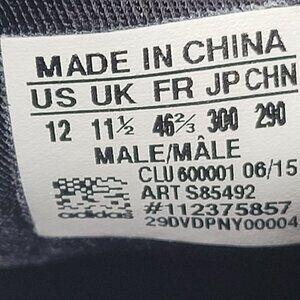 MADE IN CHINA
US UK FR JP CHN
12 11½ 46⅔ 300 290
MALE/MÂLE
CLU 600001 06/15
ART S85492
#112375857
adidas 29DVDPNY00004